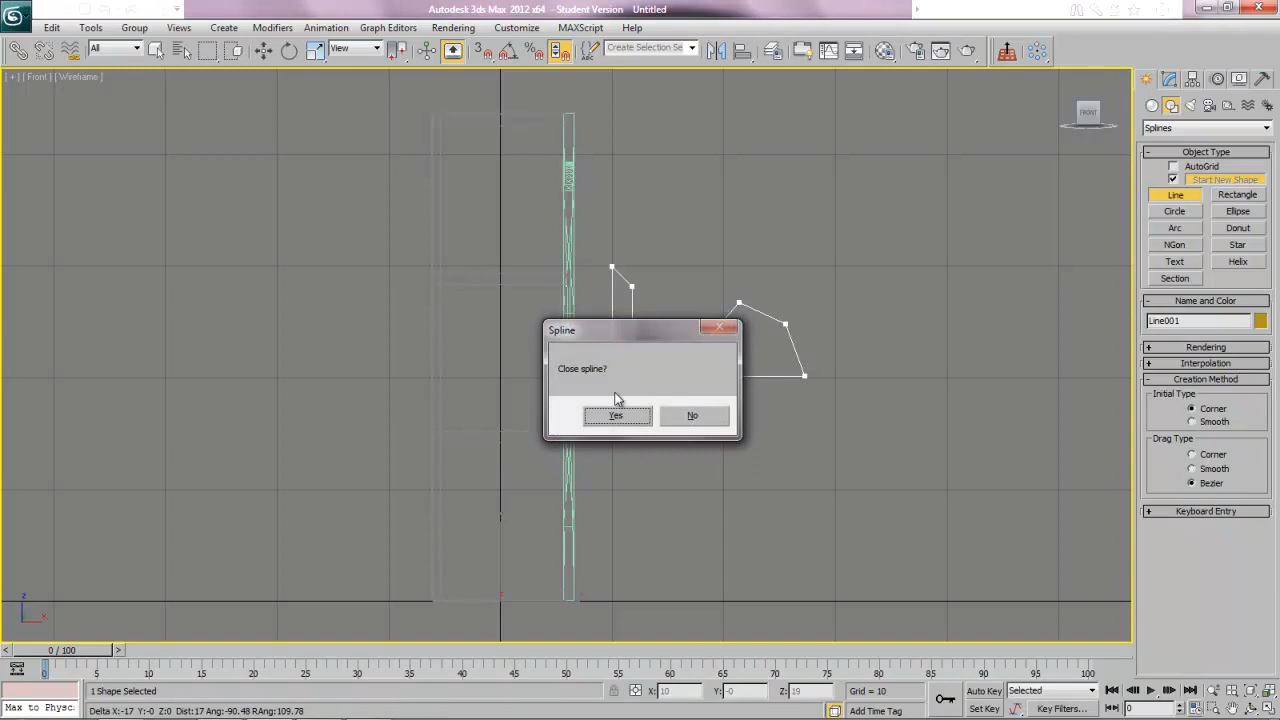 Autodesk 3ds Max 2012 x64 - Student Version Untitled
Edit Tools Group Views Create Modifiers Animation Graph Editors Rendering Customize MAXScript Help
All View 3 % ABC Create Selection Se
[ + ] [ Front ] [ Wireframe ]
FRONT
Splines
- Object Type
AutoGrid
Start New Shape
Line Rectangle
Circle Ellipse
Arc Donut
NGon Star
Text Helix
Section
- Name and Color
Line001
+ Rendering
+ Interpolation
- Creation Method
Initial Type
Corner
Smooth
Drag Type
Corner
Smooth
Bezier
+ Keyboard Entry
Spline
Close spline?
Yes No
z
x
z
< 0 / 100 >
0 5 10 15 20 25 30 35 40 45 50 55 60 65 70 75 80 85 90 95 100
1 Shape Selected X: 10 Y: -0 Z: 19 Grid = 10 Auto Key Selected
Max to Physc Delta X:-17 Y:-0 Z:0 Dist:17 Ang:-90.48 RAng:109.78 Add Time Tag Set Key Key Filters... 0